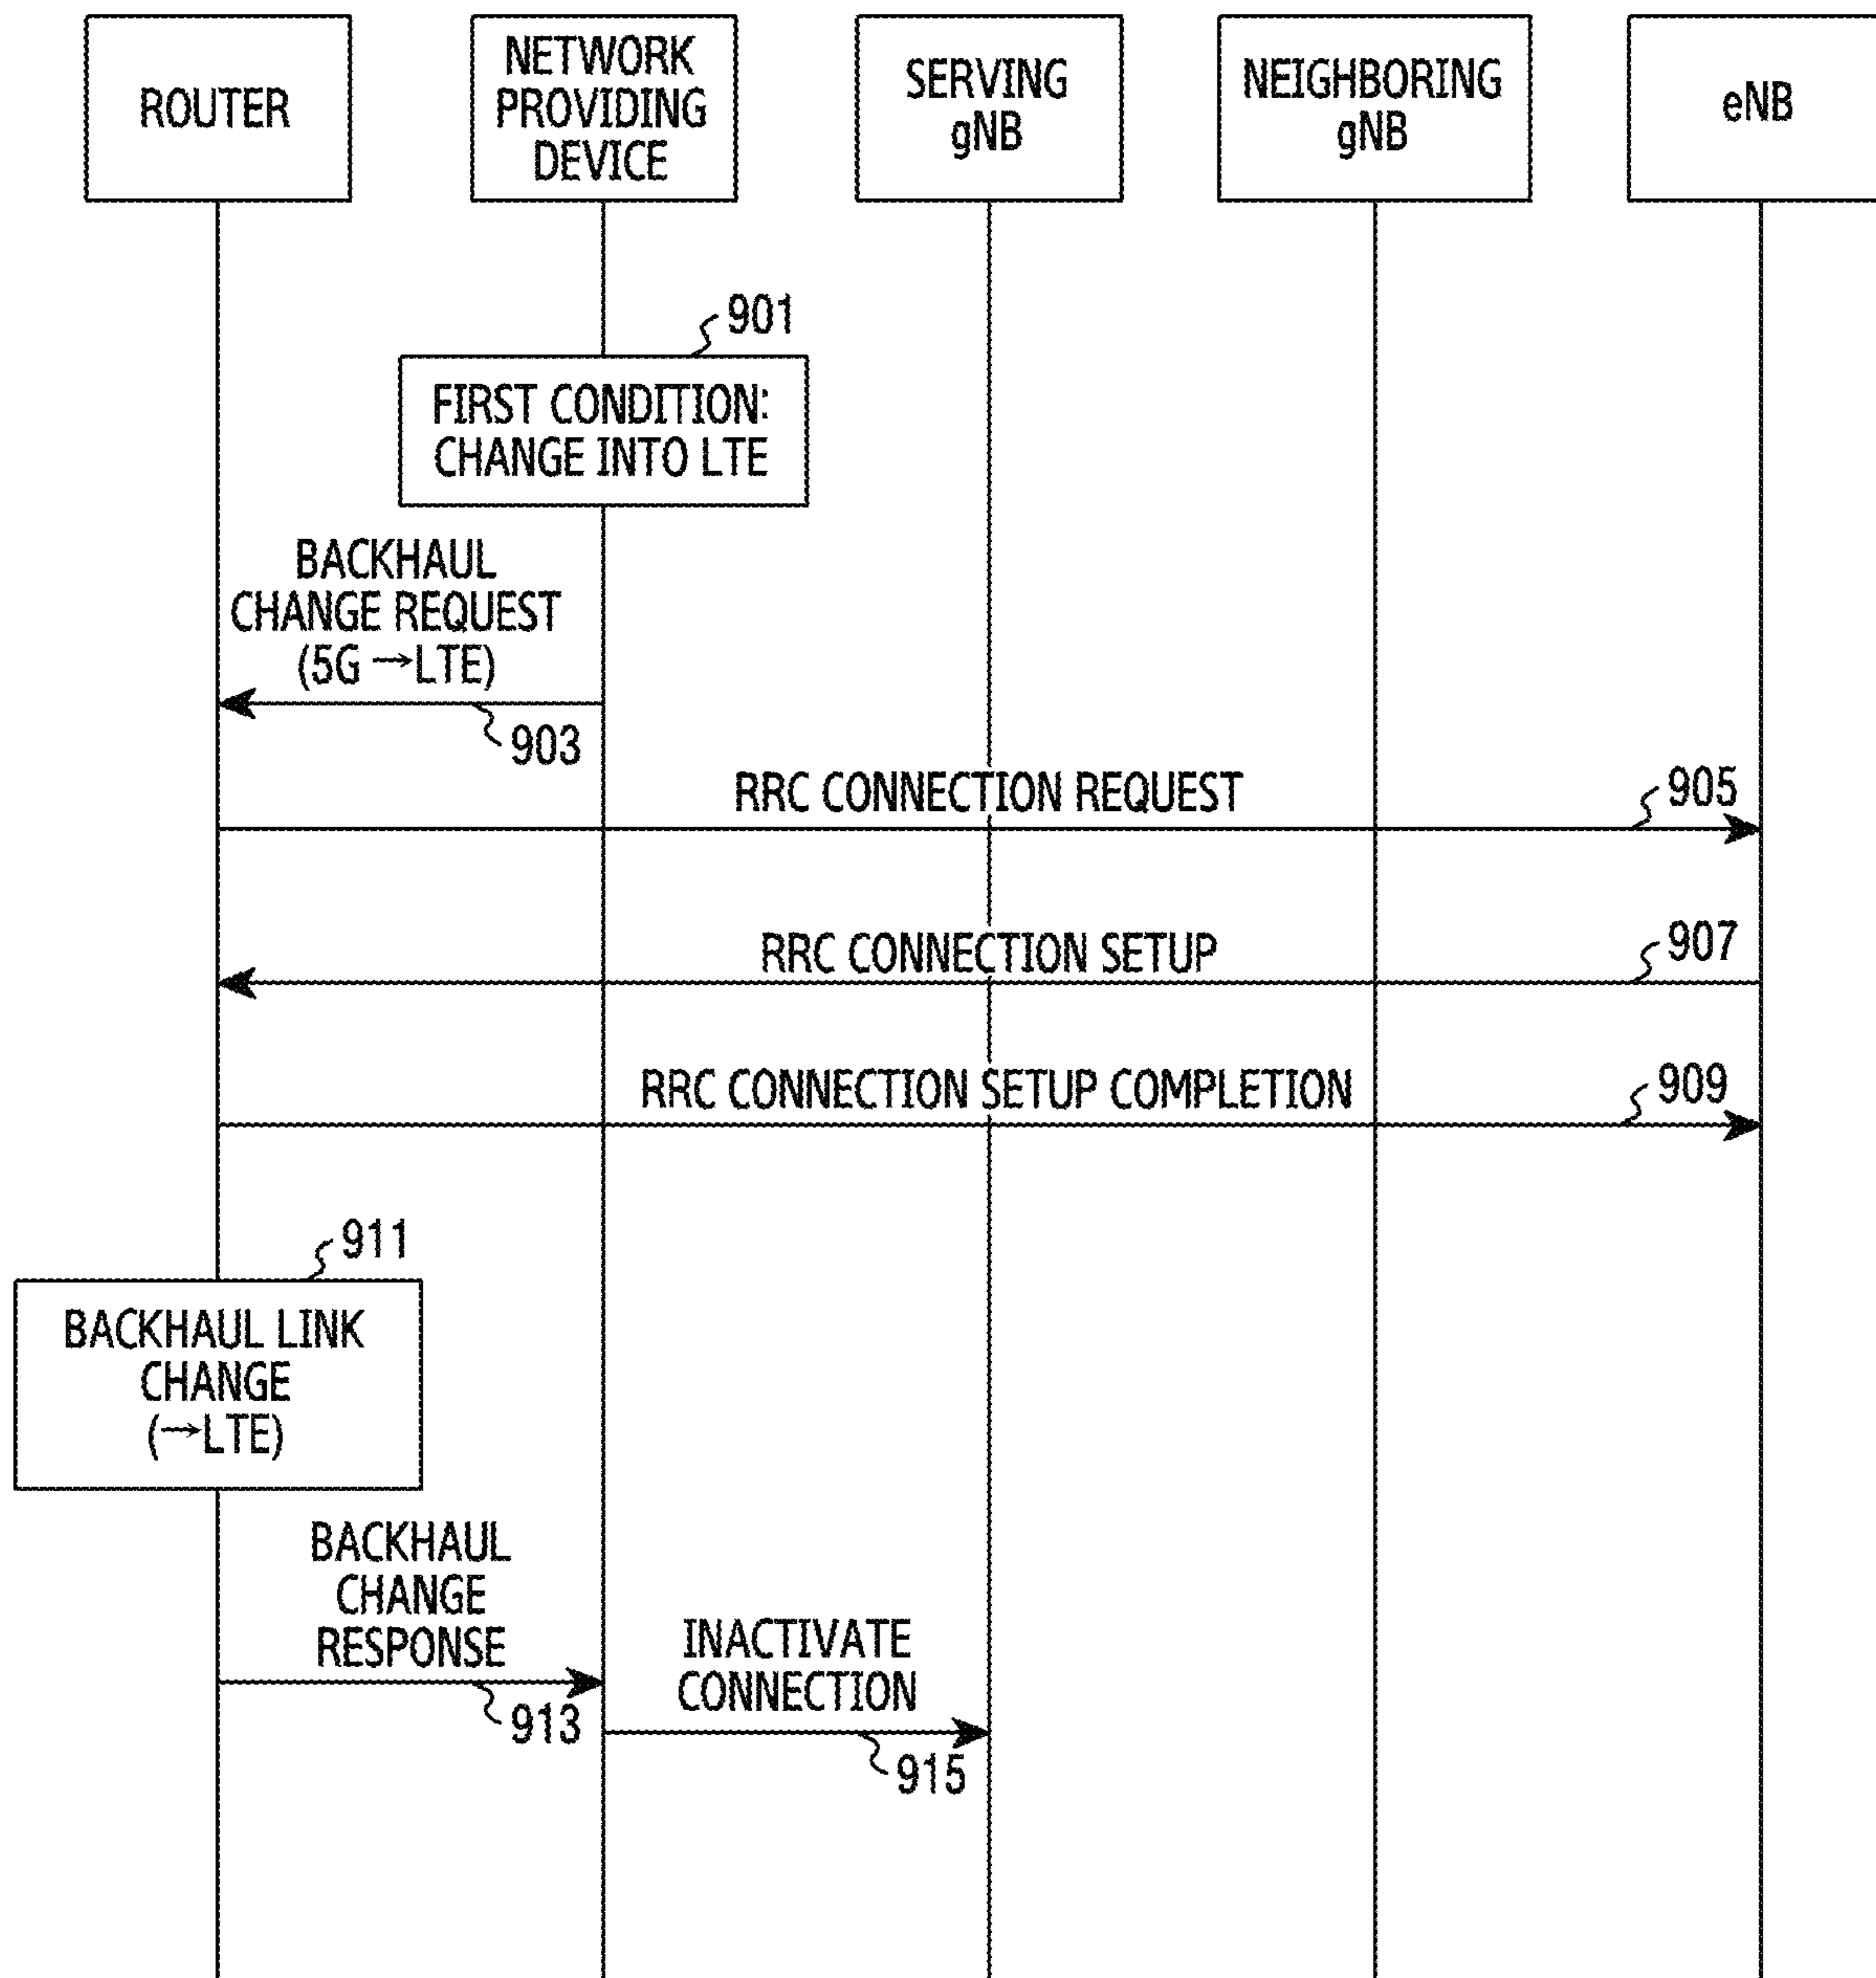 ROUTER
NETWORK
PROVIDING
DEVICE
SERVING
gNB
NEIGHBORING
gNB
eNB
901
FIRST CONDITION:
CHANGE INTO LTE
BACKHAUL
CHANGE REQUEST
(5G →LTE)
903
RRC CONNECTION REQUEST
905
RRC CONNECTION SETUP
907
RRC CONNECTION SETUP COMPLETION
909
911
BACKHAUL LINK
CHANGE
(→LTE)
BACKHAUL
CHANGE
RESPONSE
913
INACTIVATE
CONNECTION
915